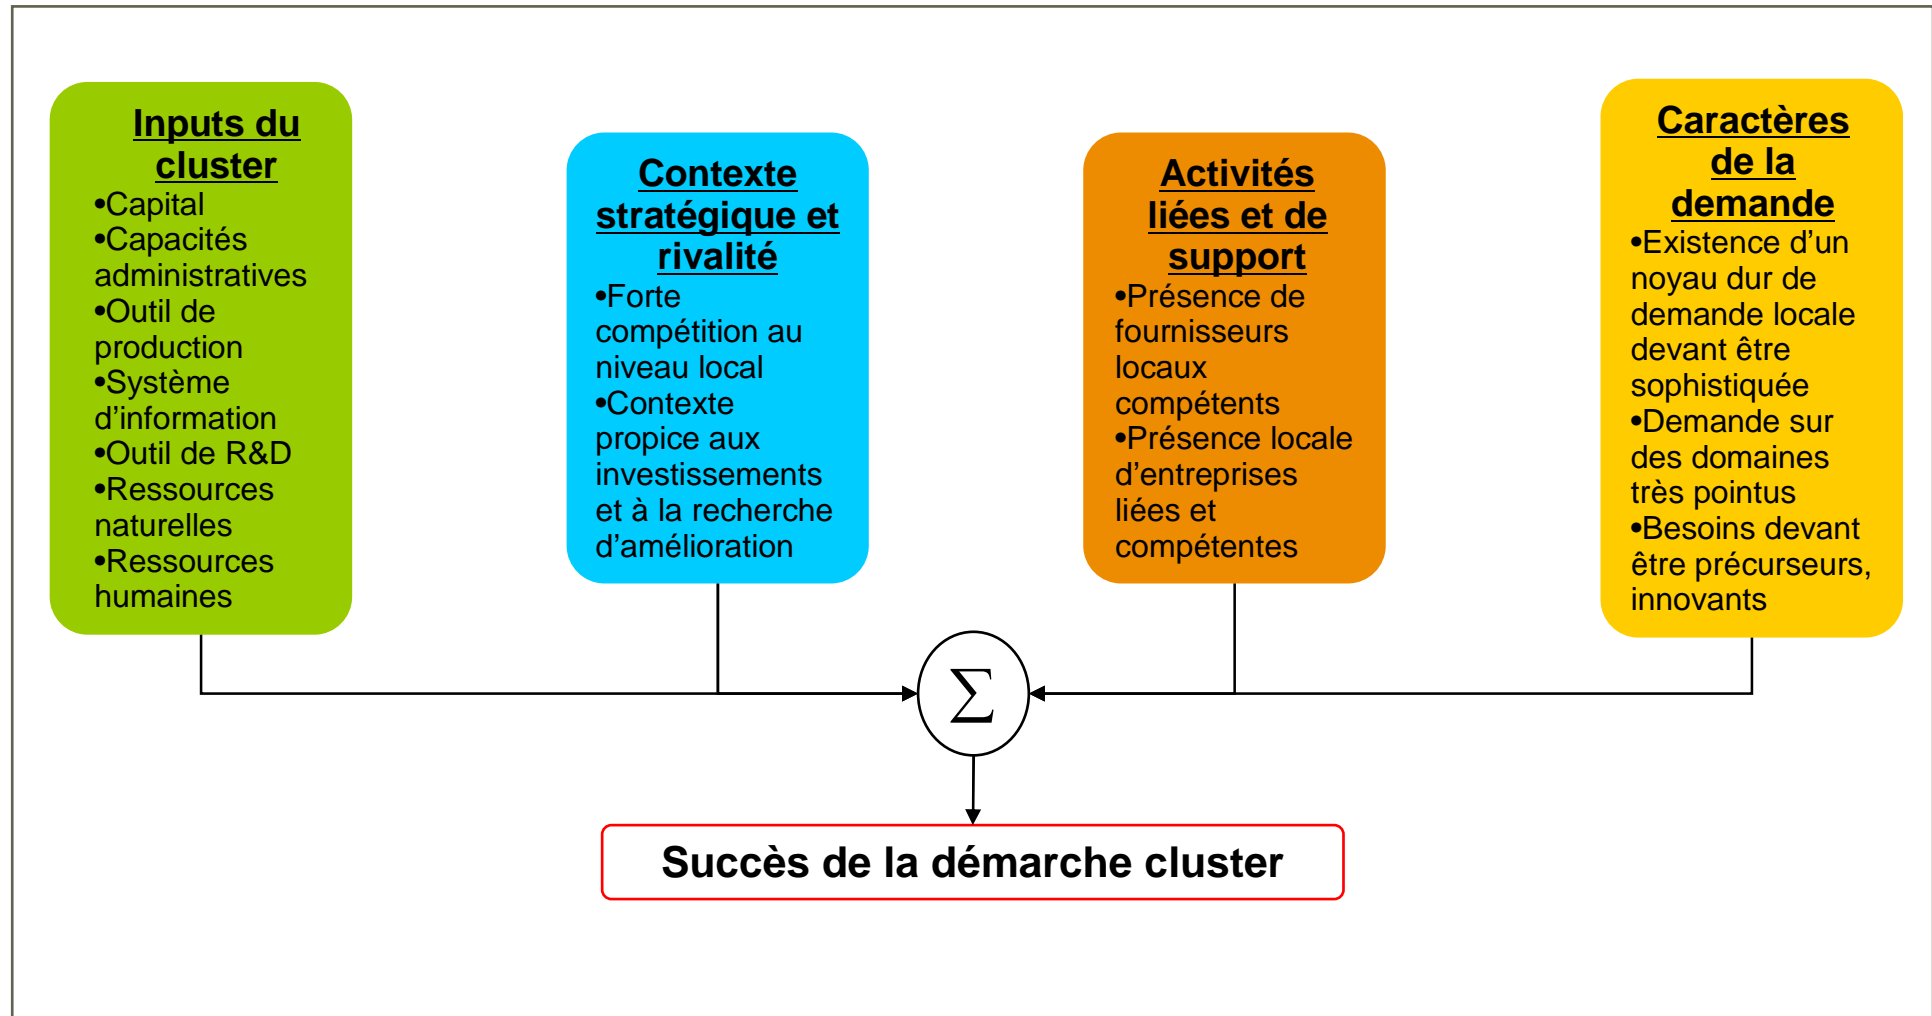 Inputs du
cluster
•Capital
•Capacités
administratives
•Outil de
production
•Système
d’information
•Outil de R&D
•Ressources
naturelles
•Ressources
humaines
Contexte
stratégique et
rivalité
•Forte
compétition au
niveau local
•Contexte
propice aux
investissements
et à la recherche
d’amélioration
Activités
liées et de
support
•Présence de
fournisseurs
locaux
compétents
•Présence locale
d’entreprises
liées et
compétentes
Caractères
de la
demande
•Existence d’un
noyau dur de
demande locale
devant être
sophistiquée
•Demande sur
des domaines
très pointus
•Besoins devant
être précurseurs,
innovants
Σ
Succès de la démarche cluster